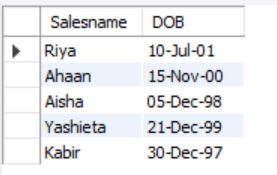 Salesname DOB
Riya 10-Jul-01
Ahaan 15-Nov-00
Aisha 05-Dec-98
Yashieta 21-Dec-99
Kabir 30-Dec-97